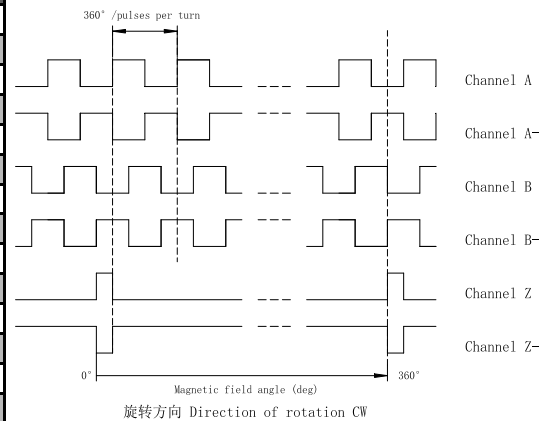 360° /pulses per turn
Channel A
Channel A-
Channel B
Channel B-
Channel Z
Channel Z-
0°
360°
Magnetic field angle (deg)
旋转方向 Direction of rotation CW